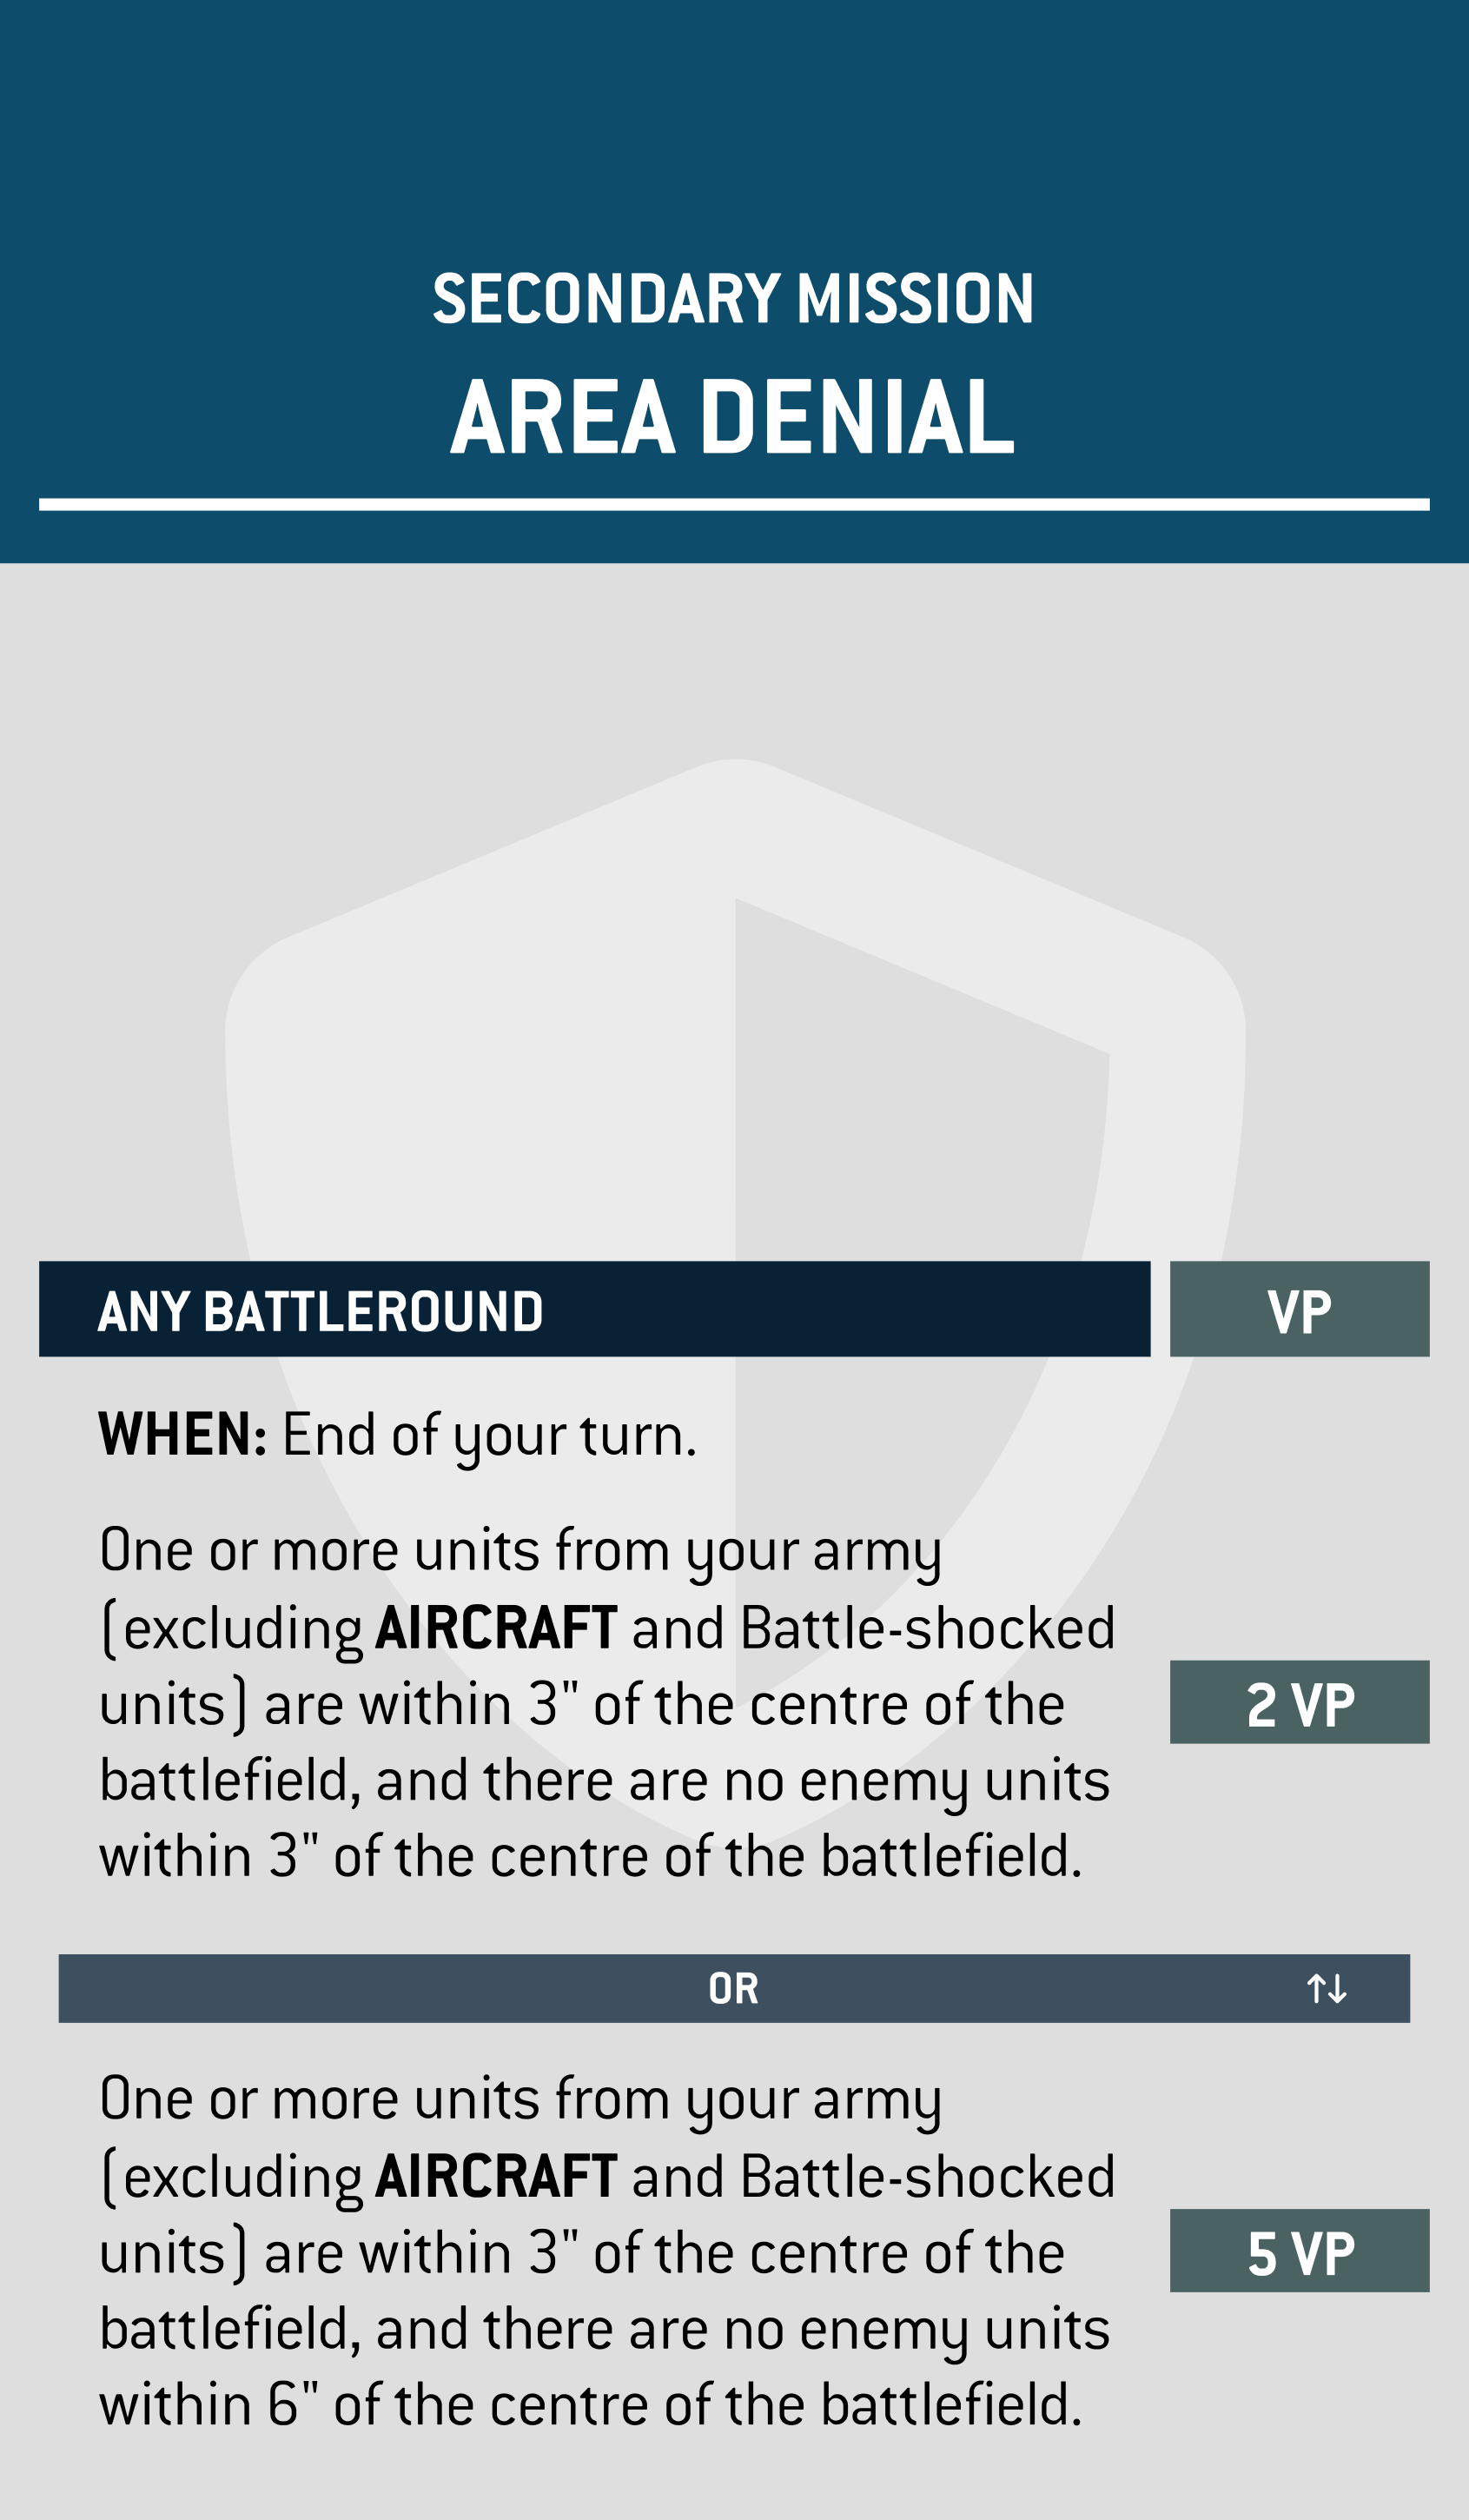 SECONDARY MISSION
AREA DENIAL
ANY BATTLEROUND
VP
WHEN: End of your turn.
One or more units from your army
(excluding AIRCRAFT and Battle-shocked
units) are within 3" of the centre of the
battlefield, and there are no enemy units
within 3" of the centre of the battlefield.
2 VP
OR ↑↓
One or more units from your army
(excluding AIRCRAFT and Battle-shocked
units) are within 3" of the centre of the
battlefield, and there are no enemy units
within 6" of the centre of the battlefield.
5 VP